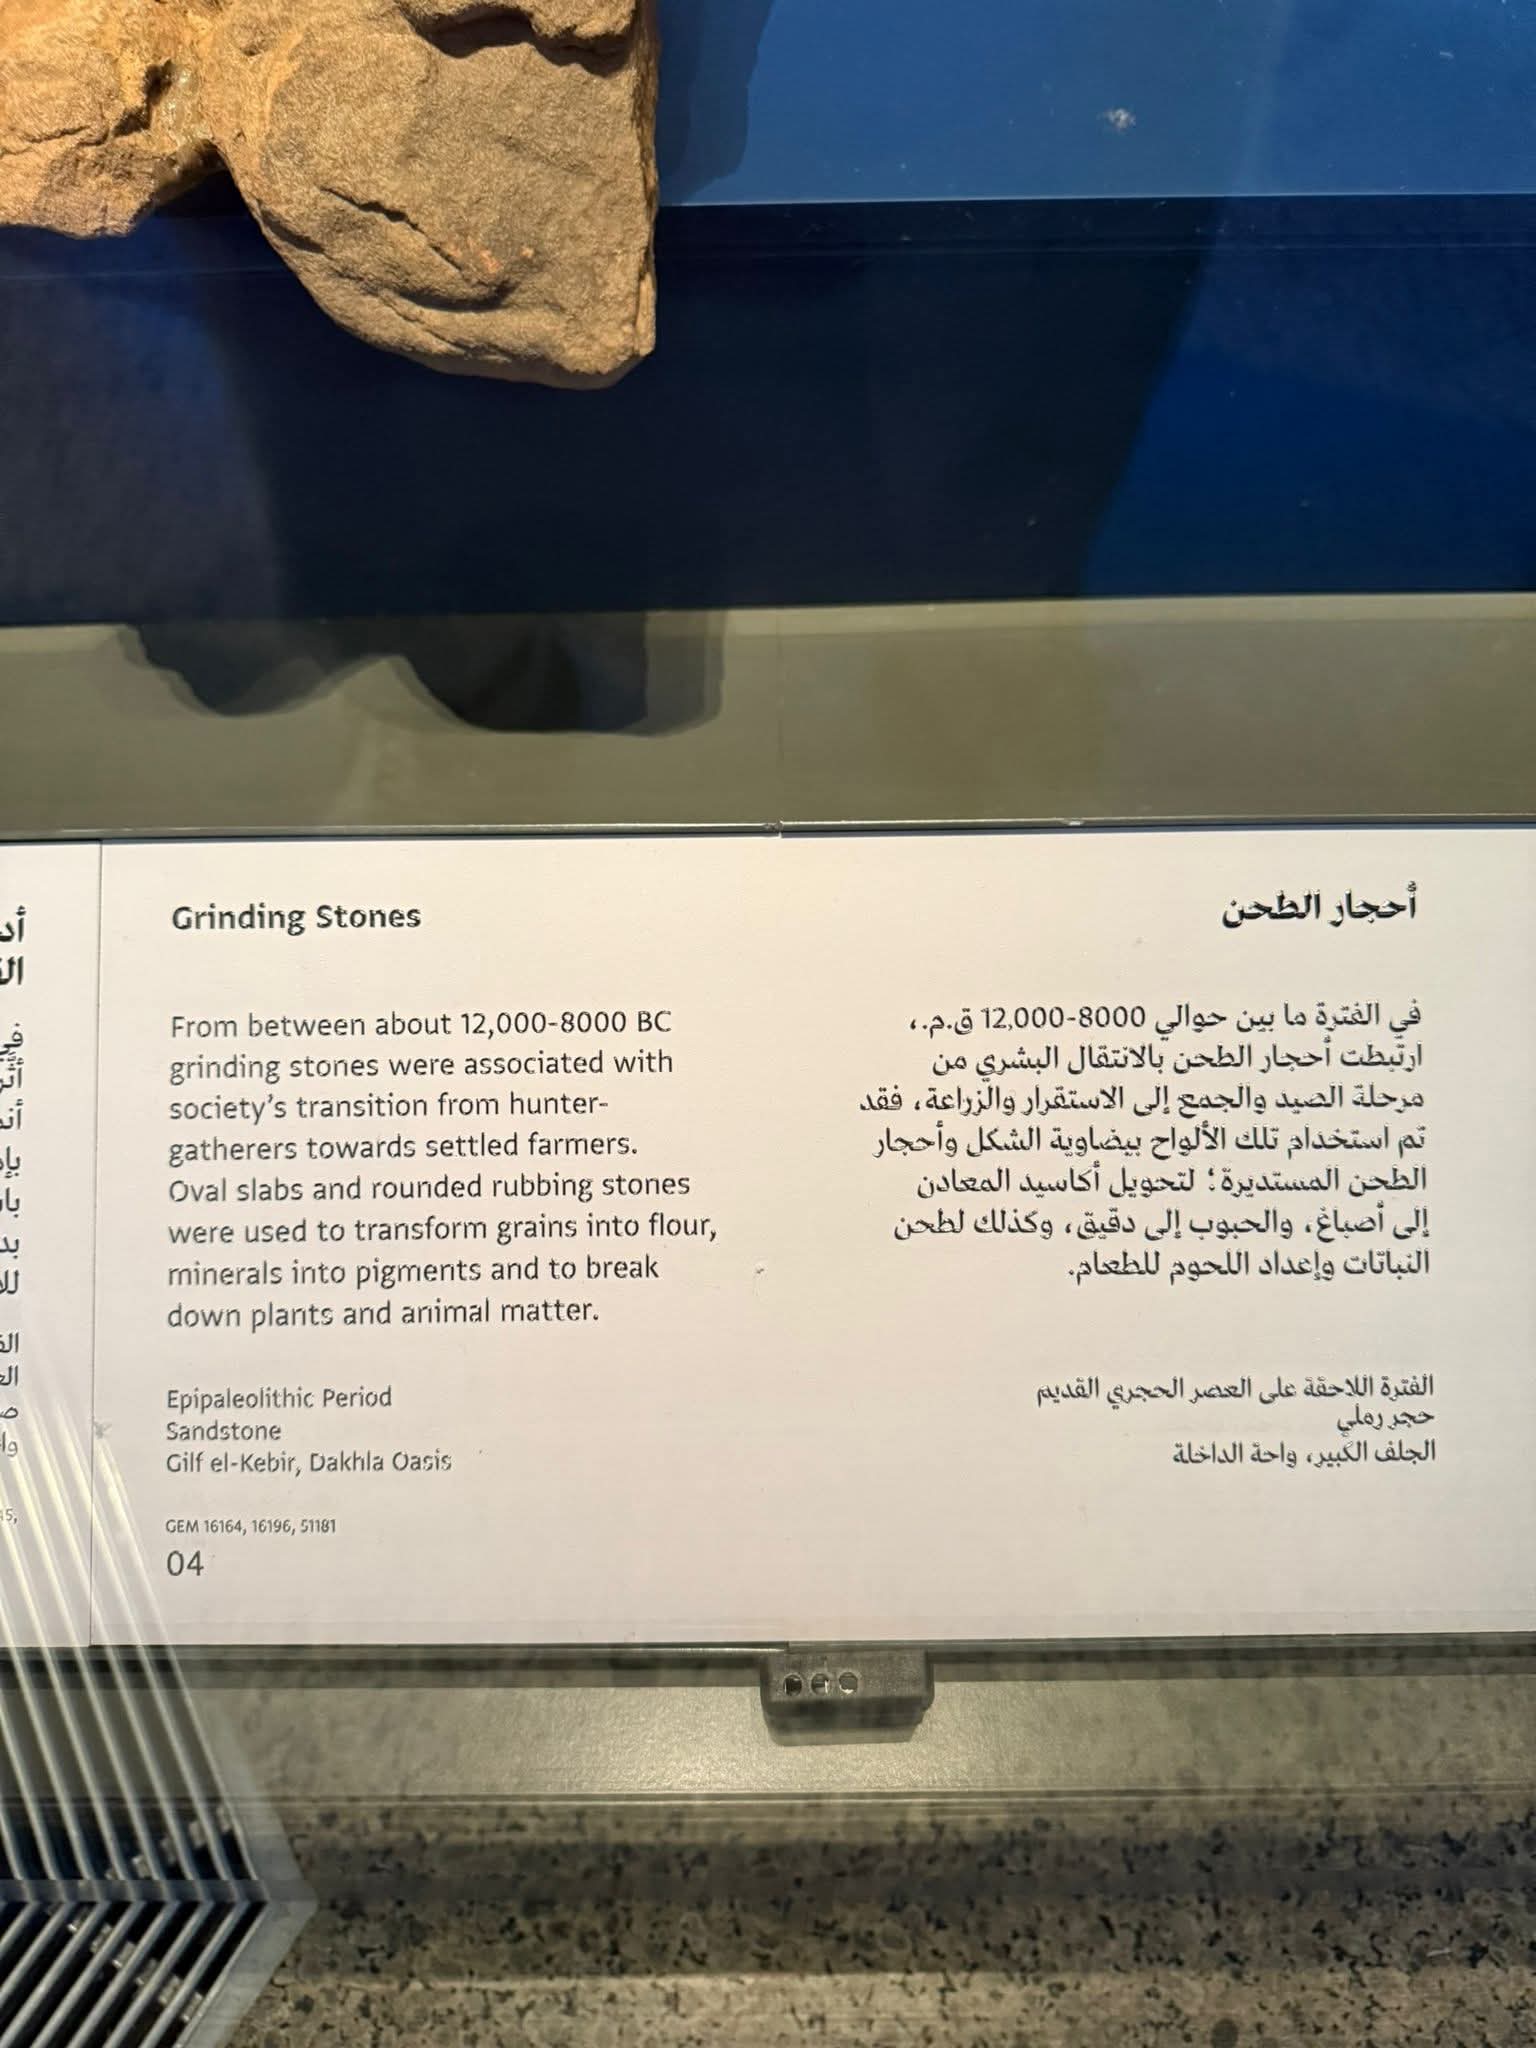 Grinding Stones
From between about 12,000-8000 BC
grinding stones were associated with
society's transition from hunter-
gatherers towards settled farmers.
Oval slabs and rounded rubbing stones
were used to transform grains into flour,
minerals into pigments and to break
down plants and animal matter.
Epipaleolithic Period
Sandstone
Gilf el-Kebir, Dakhla Oasis
GEM 16164, 16196, 51181
04
أحجار الطحن
في الفترة ما بين حوالي 8000-12,000 ق.م.،
ارتبطت أحجار الطحن بالانتقال البشري من
مرحلة الصيد والجمع إلى الاستقرار والزراعة، فقد
تم استخدام تلك الألواح بيضاوية الشكل وأحجار
الطحن المستديرة؛ لتحويل أكاسيد المعادن
إلى أصباغ، والحبوب إلى دقيق، وكذلك لطحن
النباتات وإعداد اللحوم للطعام.
الفترة اللاحقة على العصر الحجري القديم
حجر رملي
الجلف الكبير، واحة الداخلة